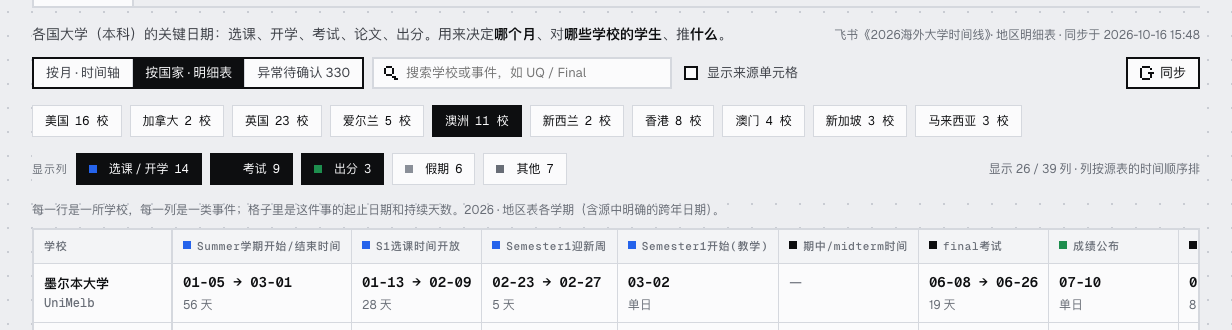 各国大学（本科）的关键日期：选课、开学、考试、论文、出分。用来决定哪个月、对哪些学校的学生、推什么。 飞书《2026海外大学时间线》·地区明细表 · 同步于 2026-10-16 15:48
按月 · 时间轴 按国家 · 明细表 异常待确认 330 搜索学校或事件，如 UQ / Final 显示来源单元格 同步
美国 16 校 加拿大 2 校 英国 23 校 爱尔兰 5 校 澳洲 11 校 新西兰 2 校 香港 8 校 澳门 4 校 新加坡 3 校 马来西亚 3 校
显示列 选课 / 开学 14 考试 9 出分 3 假期 6 其他 7 显示 26 / 39 列 · 列按源表的时间顺序排
每一行是一所学校，每一列是一类事件；格子里是这件事的起止日期和持续天数。2026 · 地区表各学期（含源中明确的跨年日期）。
学校 Summer学期开始/结束时间 S1选课时间开放 Semester1迎新周 Semester1开始(教学) 期中/midterm时间 final考试 成绩公布
墨尔本大学 01-05 → 03-01 01-13 → 02-09 02-23 → 02-27 03-02 — 06-08 → 06-26 07-10
UniMelb 56 天 28 天 5 天 单日 19 天 单日